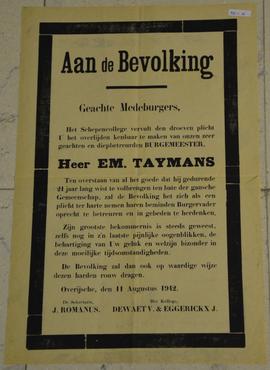 Aan de Bevolking
Geachte Medeburgers,
Het Schepencollege vervult den droeven plicht
U het overlijden kenbaar te maken van onzen zeer
geachten en diepbetreurden BURGEMEESTER,
Heer EM. TAYMANS
Ten overstaan van al het goede dat hij gedurende
21 jaar lang wist te volbrengen ten bate der gansche
Gemeenschap, zal de Bevolking het zich als een
plicht ter harte nemen haren beminden Burgervader
oprecht te betreuren en in gebeden te herdenken.
Zijn grootste bekommernis is steeds geweest,
zelfs nog in z'n laatste pijnlijke oogenblikken, de
behartiging van Uw geluk en welzijn bizonder in
deze moeilijke tijdsomstandigheden.
De Bevolking zal dan ook op waardige wijze
dezen harden rouw dragen.
Overijsche, den 11 Augustus 1942.
De Sekretaris, Het Kollege,
J. ROMANUS. DEWAET V. & EGGERICKX J.